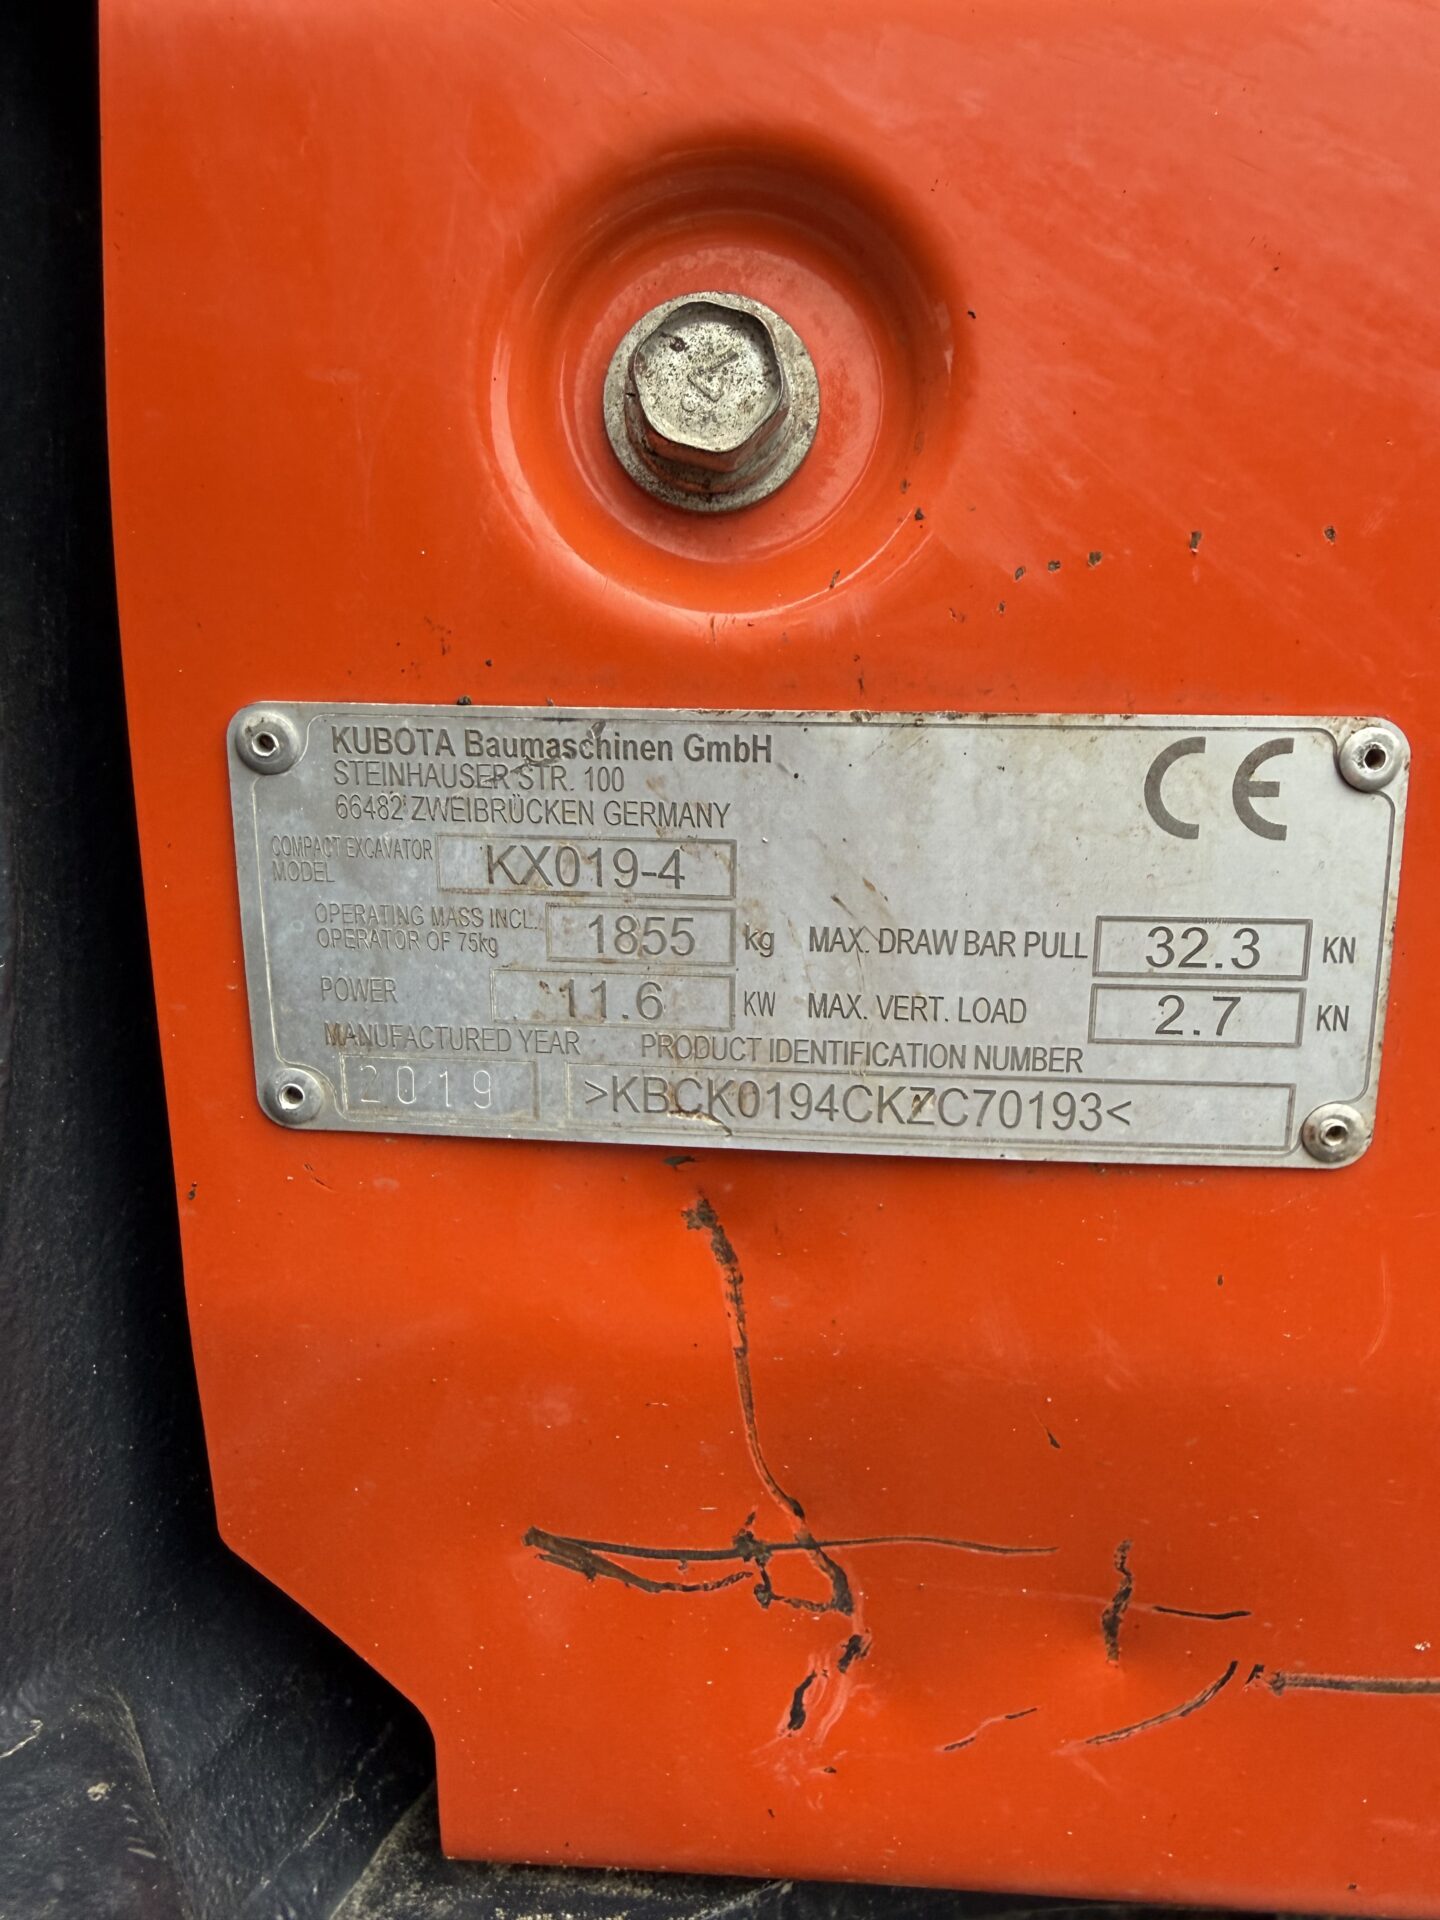 KUBOTA Baumaschinen GmbH
STEINHAUSER STR. 100
66482 ZWEIBRÜCKEN GERMANY
CE
COMPACT EXCAVATOR
MODEL
KX019-4
OPERATING MASS INCL.
OPERATOR OF 75kg
1855 kg
MAX. DRAW BAR PULL 32.3 KN
POWER 11.6 KW
MAX. VERT. LOAD 2.7 KN
MANUFACTURED YEAR
PRODUCT IDENTIFICATION NUMBER
2019
>KBCK0194CKZC70193<